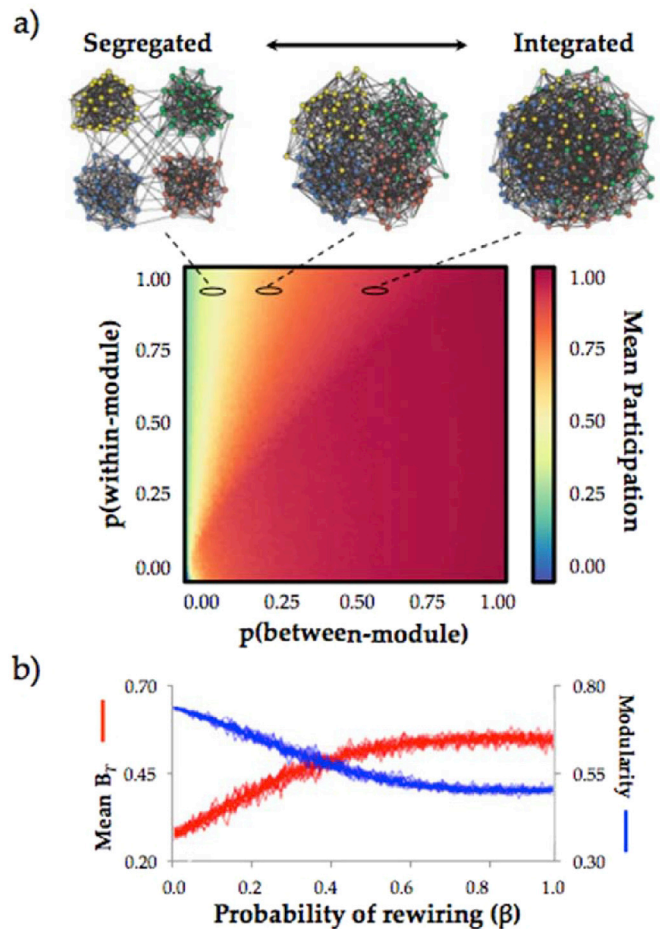 a)
Segregated
Integrated
1.00
0.75
0.50
0.25
0.00
p(within-module)
0.00 0.25 0.50 0.75 1.00
p(between-module)
1.00
0.75
0.50
0.25
0.00
Mean Participation
b)
0.70
0.45
0.20
Mean B_T
0.80
0.55
0.30
Modularity
0.0 0.2 0.4 0.6 0.8 1.0
Probability of rewiring (β)